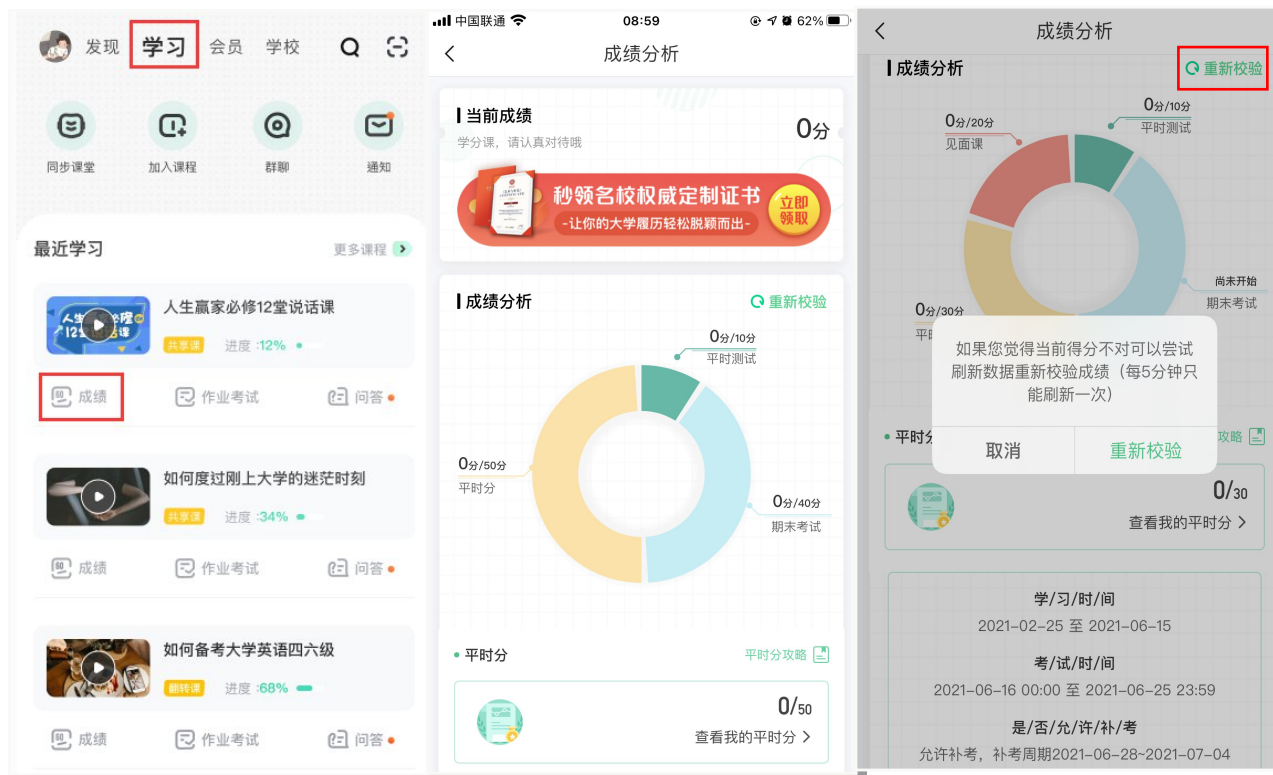 发现 学习 会员 学校
同步课堂 加入课程 群聊 通知
最近学习 更多课程
人生赢家必修12堂说话课
共享课 进度 :12%
成绩 作业考试 问答
如何度过刚上大学的迷茫时刻
共享课 进度 :34%
成绩 作业考试 问答
如何备考大学英语四六级
翻转课 进度 :68%
成绩 作业考试 问答
中国联通 08:59 62%
成绩分析
当前成绩
学分课，请认真对待哦
0分
秒领名校权威定制证书
-让你的大学履历轻松脱颖而出-
立即
领取
成绩分析 重新校验
0分/10分
平时测试
0分/50分
平时分
0分/40分
期末考试
平时分 平时分攻略
0/50
查看我的平时分
成绩分析
成绩分析 重新校验
0分/10分
平时测试
0分/20分
见面课
尚未开始
期末考试
0分/30分
平时
如果您觉得当前得分不对可以尝试
刷新数据重新校验成绩（每5分钟只
能刷新一次）
取消 重新校验
平时分 攻略
0/30
查看我的平时分
学/习/时/间
2021-02-25 至 2021-06-15
考/试/时/间
2021-06-16 00:00 至 2021-06-25 23:59
是/否/允/许/补/考
允许补考，补考周期2021-06-28~2021-07-04